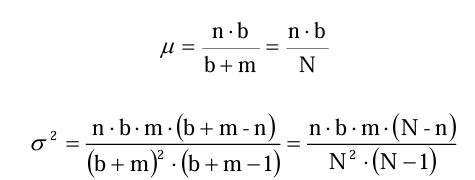 μ = n · b / b + m = n · b / N
σ² = n · b · m · (b + m - n) / (b + m)² · (b + m − 1) = n · b · m · (N - n) / N² · (N − 1)